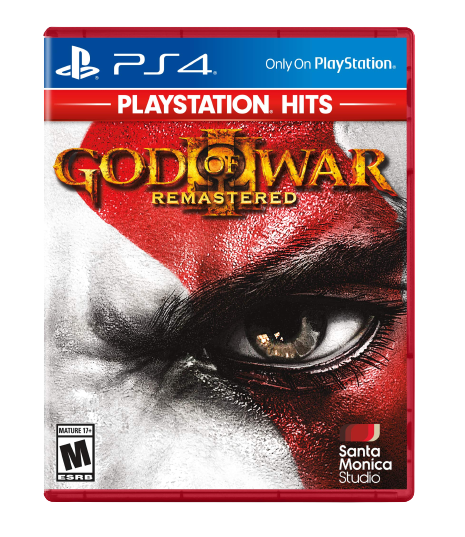 PS4
Only On PlayStation®
PLAYSTATION® HITS
GOD OF WAR
III
REMASTERED
MATURE 17+
M
ESRB
Santa
Monica
Studio